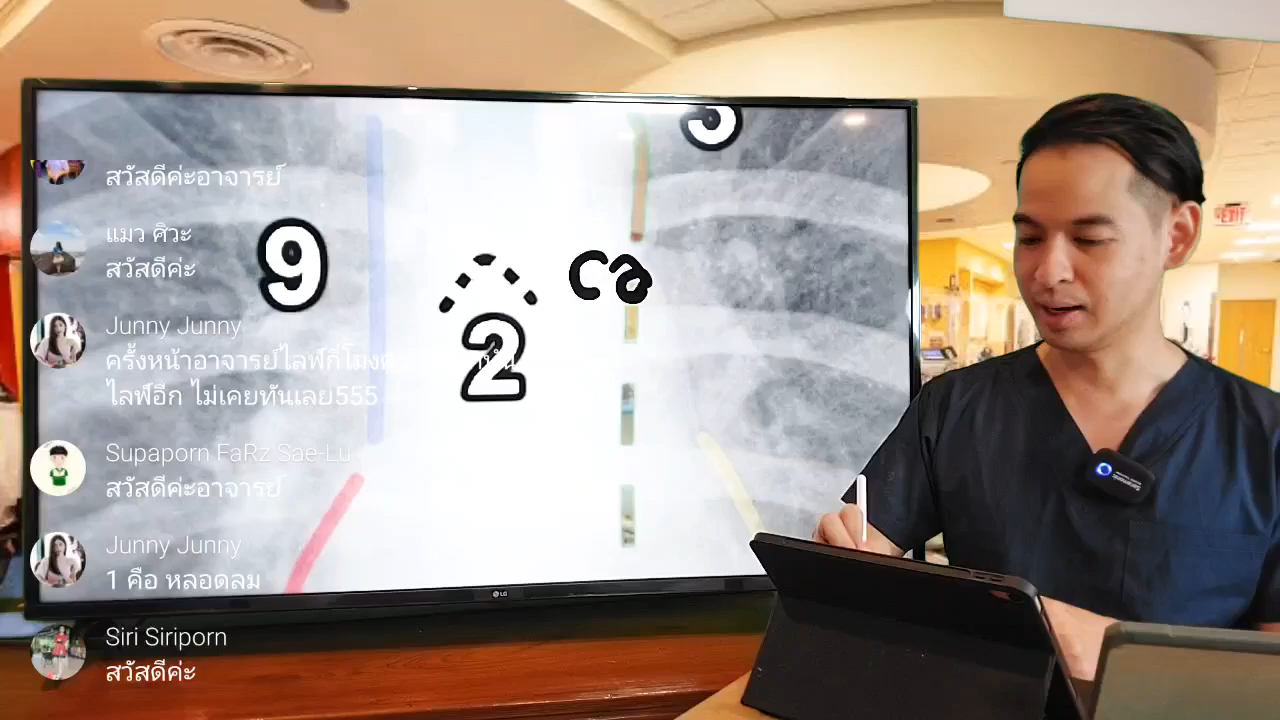 สวัสดีค่ะอาจารย์
แมว ศิวะ
สวัสดีค่ะ
Junny Junny
ครั้งหน้าอาจารย์ไลฟ์กี่โมง
ไลฟ์อีก ไม่เคยทันเลย555
Supaporn FaRz Sae-Lu
สวัสดีค่ะอาจารย์
Junny Junny
1 คือ หลอดลม
Siri Siriporn
สวัสดีค่ะ
9
2
Ca
LG
EXIT